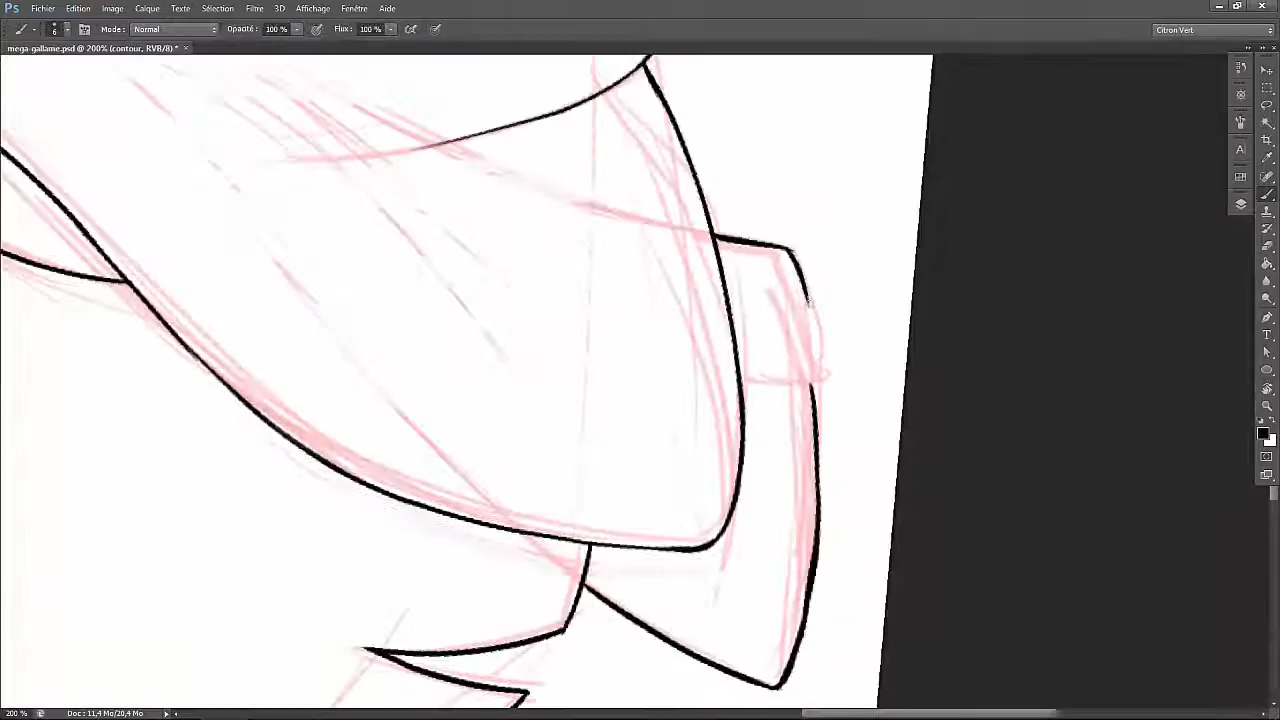 Ps Fichier Edition Image Calque Texte Sélection Filtre 3D Affichage Fenêtre Aide
6 Mode : Normal Opacité : 100 % Flux : 100 % Citron Vert
mega-gallame.psd @ 200% (contour, RVB/8) * ×
200 % Doc : 11,4 Mo/20,4 Mo